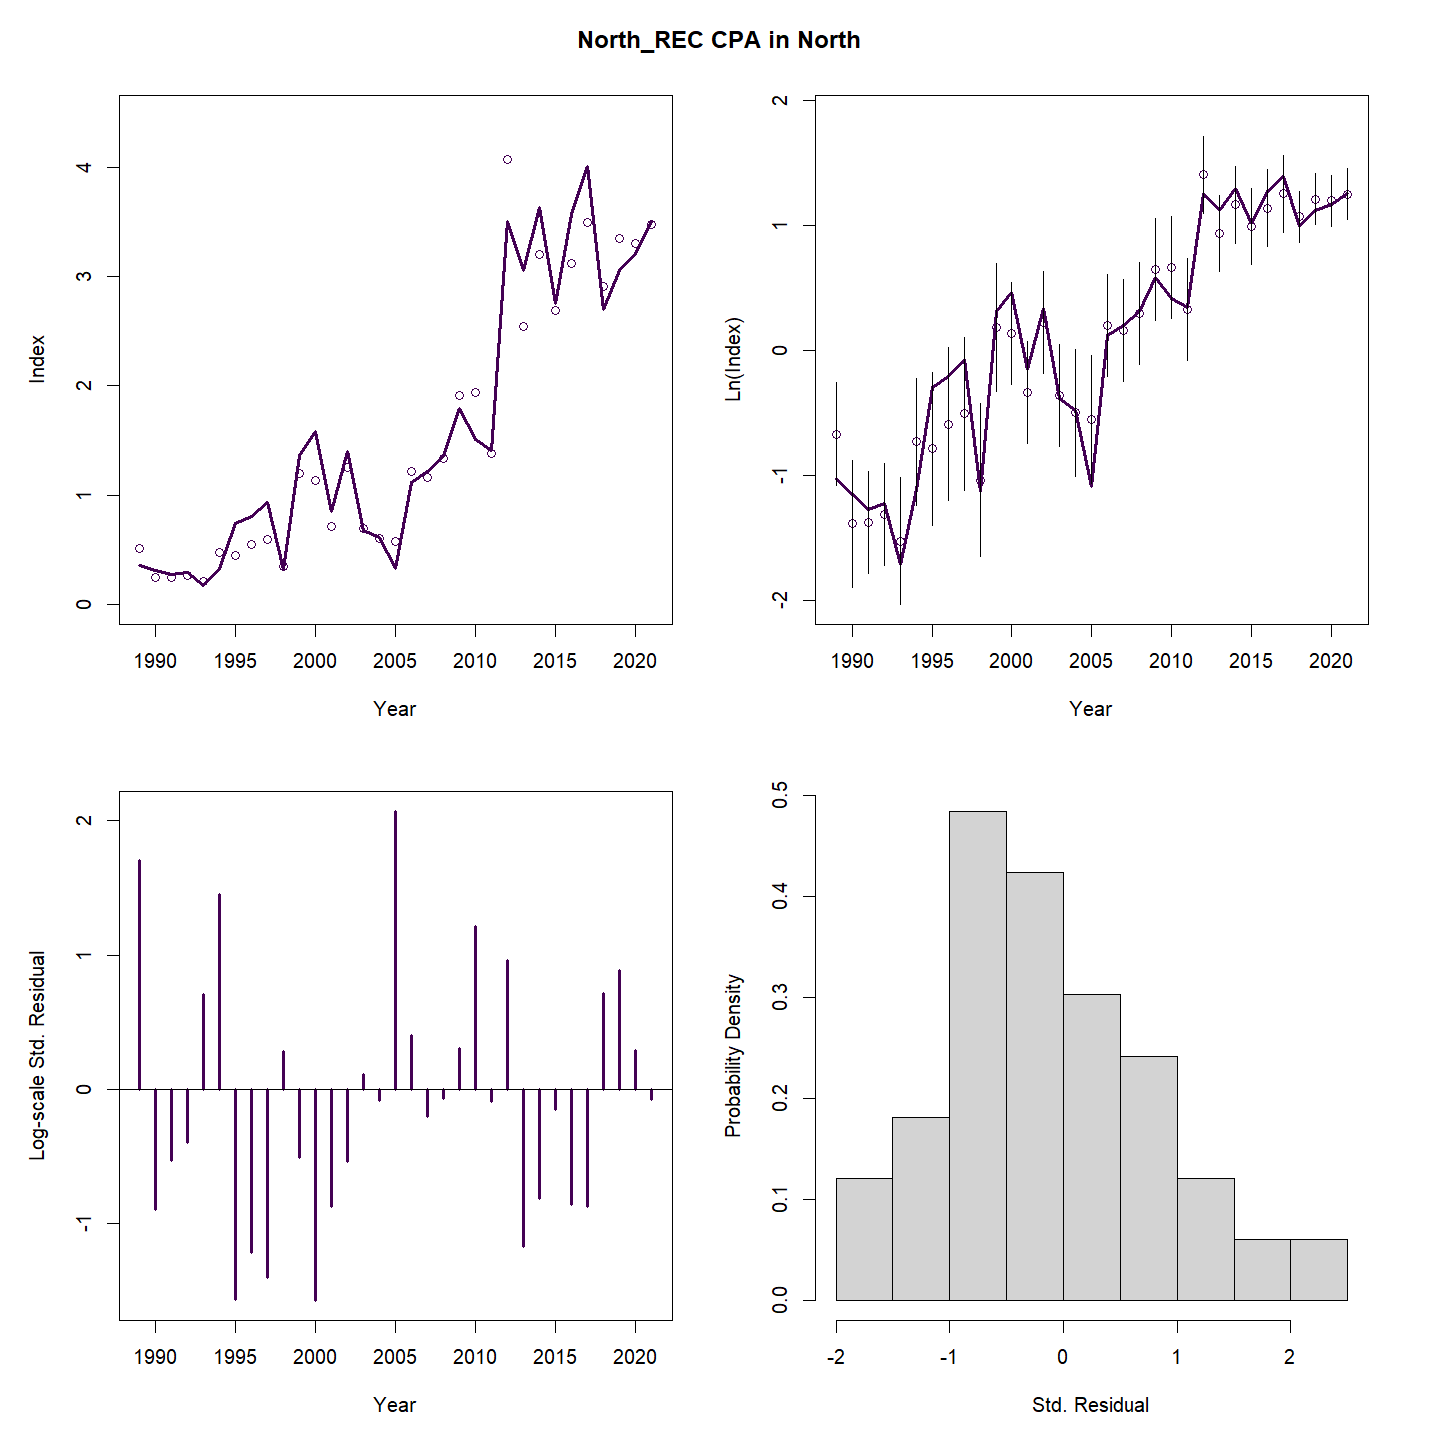 North_REC CPA in North
Index
0 1 2 3 4
1990 1995 2000 2005 2010 2015 2020
Year
Ln(Index)
-2 -1 0 1 2
1990 1995 2000 2005 2010 2015 2020
Year
Log-scale Std. Residual
-1 0 1 2
1990 1995 2000 2005 2010 2015 2020
Year
Probability Density
0.0 0.1 0.2 0.3 0.4 0.5
-2 -1 0 1 2
Std. Residual